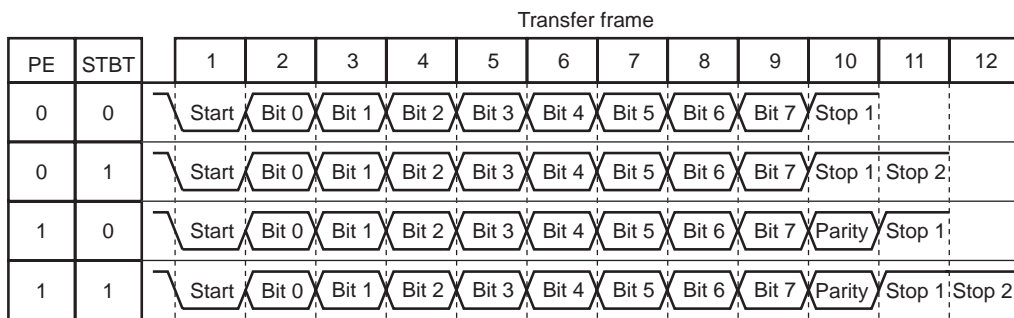 Transfer frame
PE STBT 1 2 3 4 5 6 7 8 9 10 11 12
0 0 Start Bit 0 Bit 1 Bit 2 Bit 3 Bit 4 Bit 5 Bit 6 Bit 7 Stop 1
0 1 Start Bit 0 Bit 1 Bit 2 Bit 3 Bit 4 Bit 5 Bit 6 Bit 7 Stop 1 Stop 2
1 0 Start Bit 0 Bit 1 Bit 2 Bit 3 Bit 4 Bit 5 Bit 6 Bit 7 Parity Stop 1
1 1 Start Bit 0 Bit 1 Bit 2 Bit 3 Bit 4 Bit 5 Bit 6 Bit 7 Parity Stop 1 Stop 2